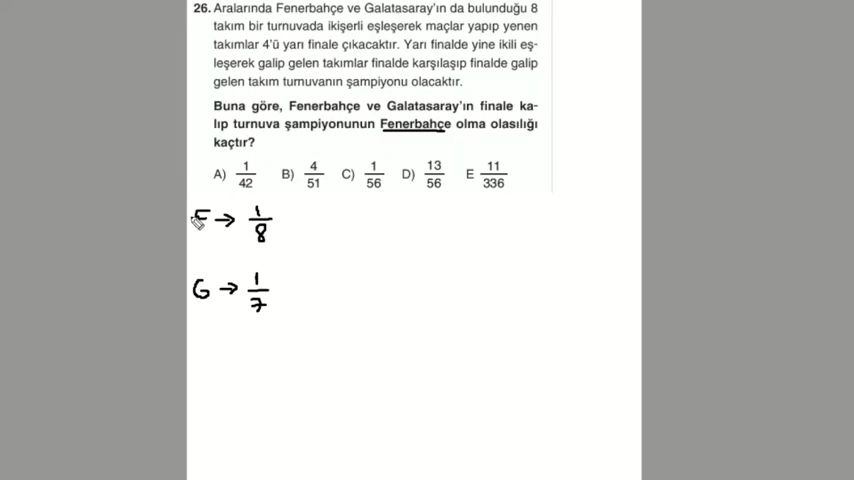 26. Aralarında Fenerbahçe ve Galatasaray'ın da bulunduğu 8
takım bir turnuvada ikişerli eşleşerek maçlar yapıp yenen
takımlar 4'ü yarı finale çıkacaktır. Yarı finalde yine ikili eş-
leşerek galip gelen takımlar finalde karşılaşıp finalde galip
gelen takım turnuvanın şampiyonu olacaktır.
Buna göre, Fenerbahçe ve Galatasaray'ın finale ka-
lıp turnuva şampiyonunun Fenerbahçe olma olasılığı
kaçtır?
A) 1/42 B) 4/51 C) 1/56 D) 13/56 E 11/336
F → 1/8
G → 1/7